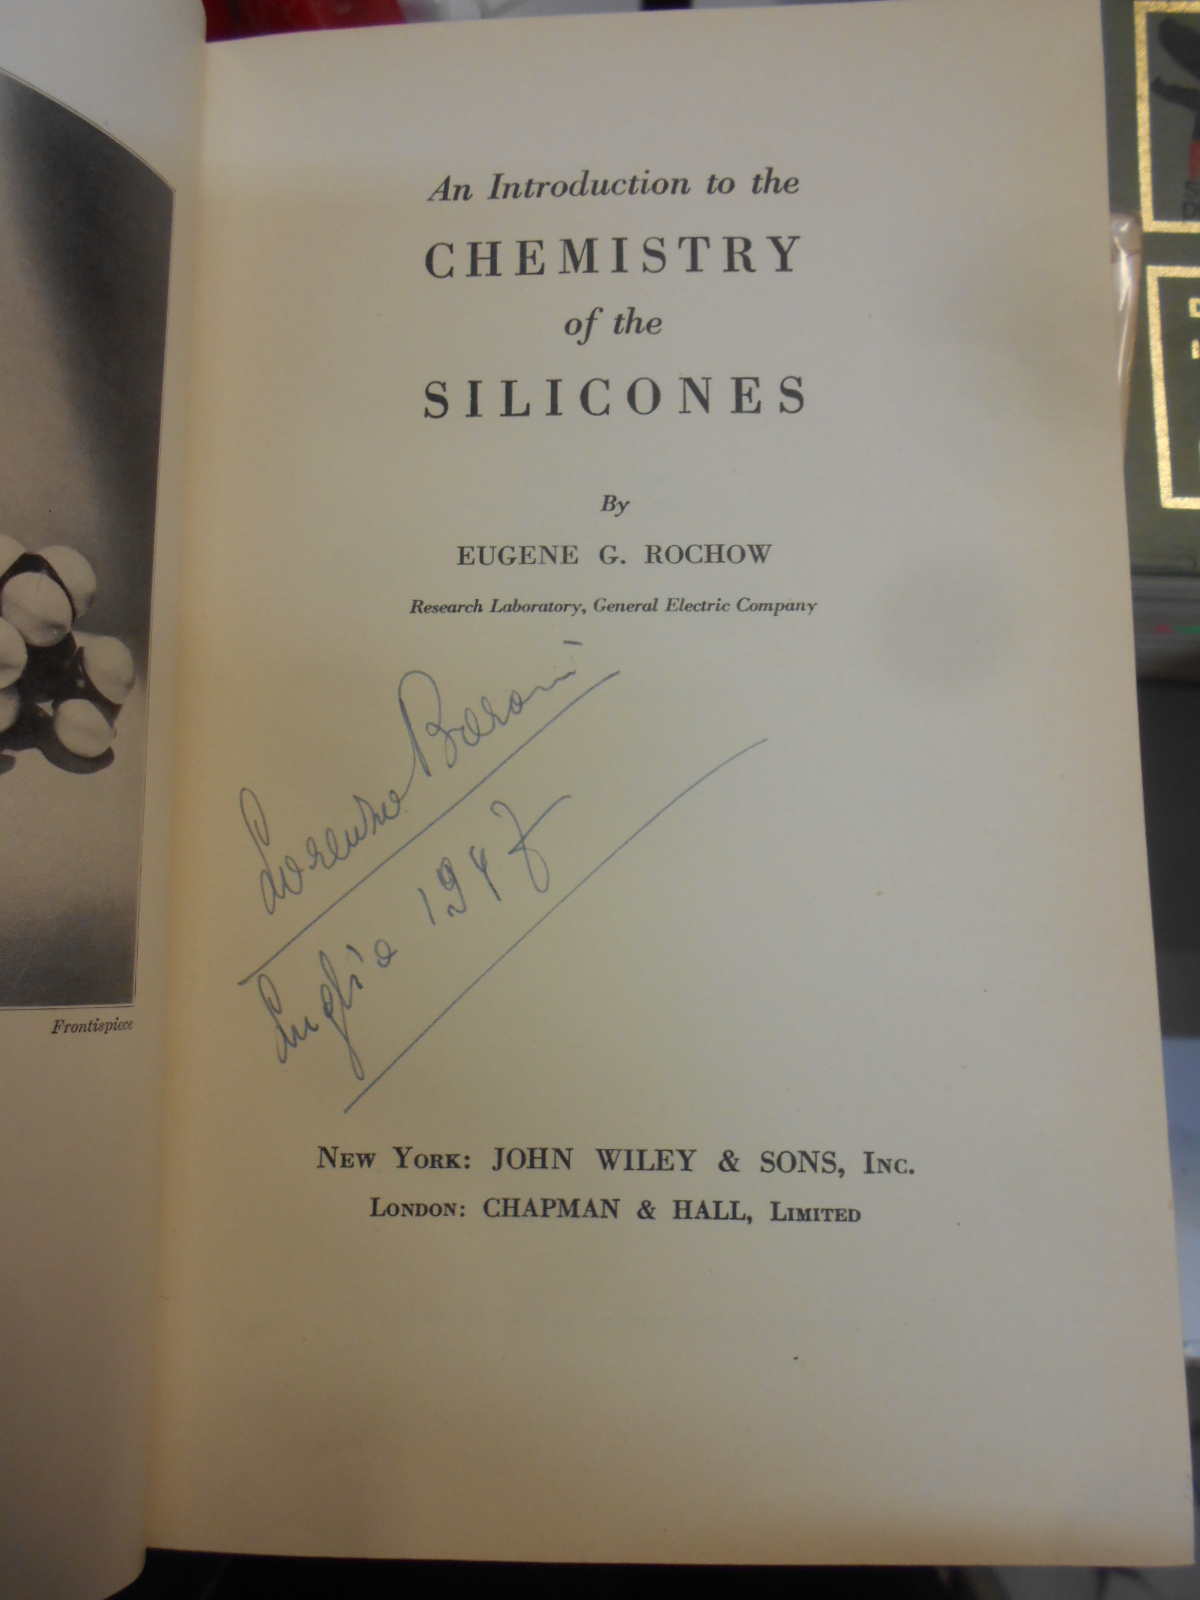 An Introduction to the
CHEMISTRY
of the
SILICONES
By
EUGENE G. ROCHOW
Research Laboratory, General Electric Company
Lorenzo Baroni
Luglio 1947
Frontispiece
NEW YORK: JOHN WILEY & SONS, INC.
LONDON: CHAPMAN & HALL, LIMITED